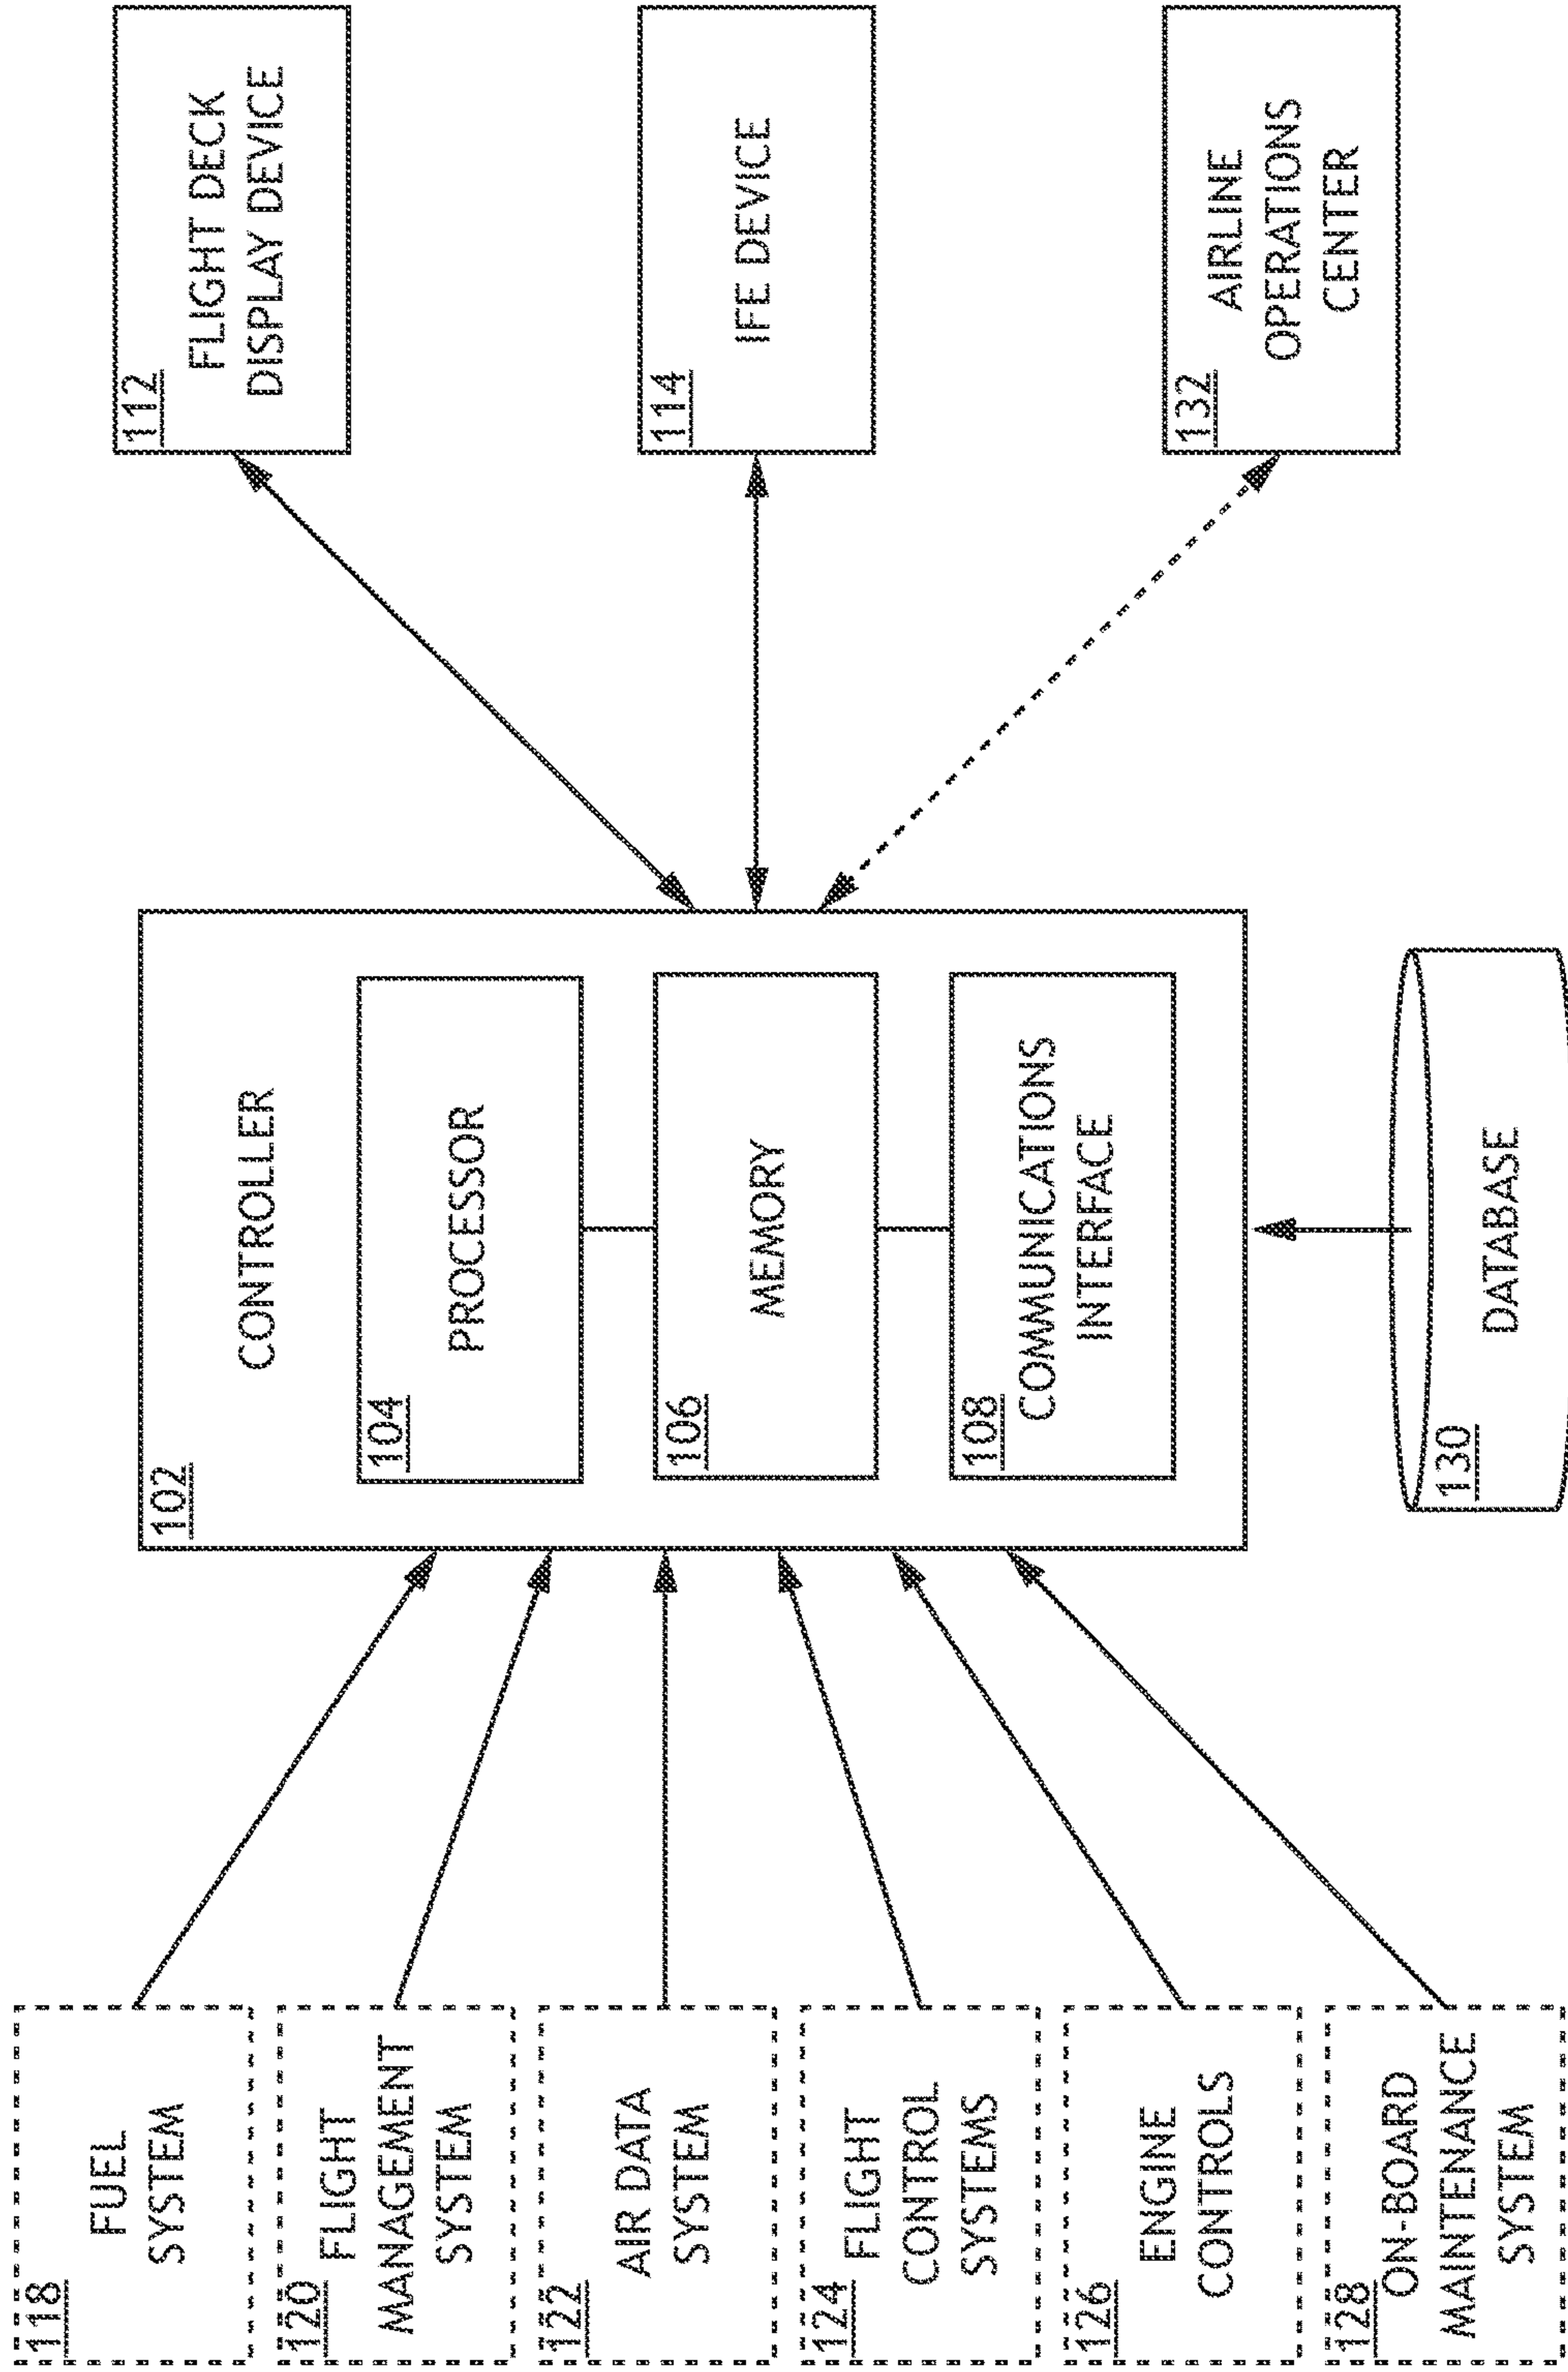 118
FUEL
SYSTEM
120
FLIGHT
MANAGEMENT
SYSTEM
122
AIR DATA
SYSTEM
124
FLIGHT
CONTROL
SYSTEMS
126
ENGINE
CONTROLS
128
ON-BOARD
MAINTENANCE
SYSTEM
102
CONTROLLER
104
PROCESSOR
106
MEMORY
108
COMMUNICATIONS
INTERFACE
130
DATABASE
112
FLIGHT DECK
DISPLAY DEVICE
114
IFE DEVICE
132
AIRLINE
OPERATIONS
CENTER